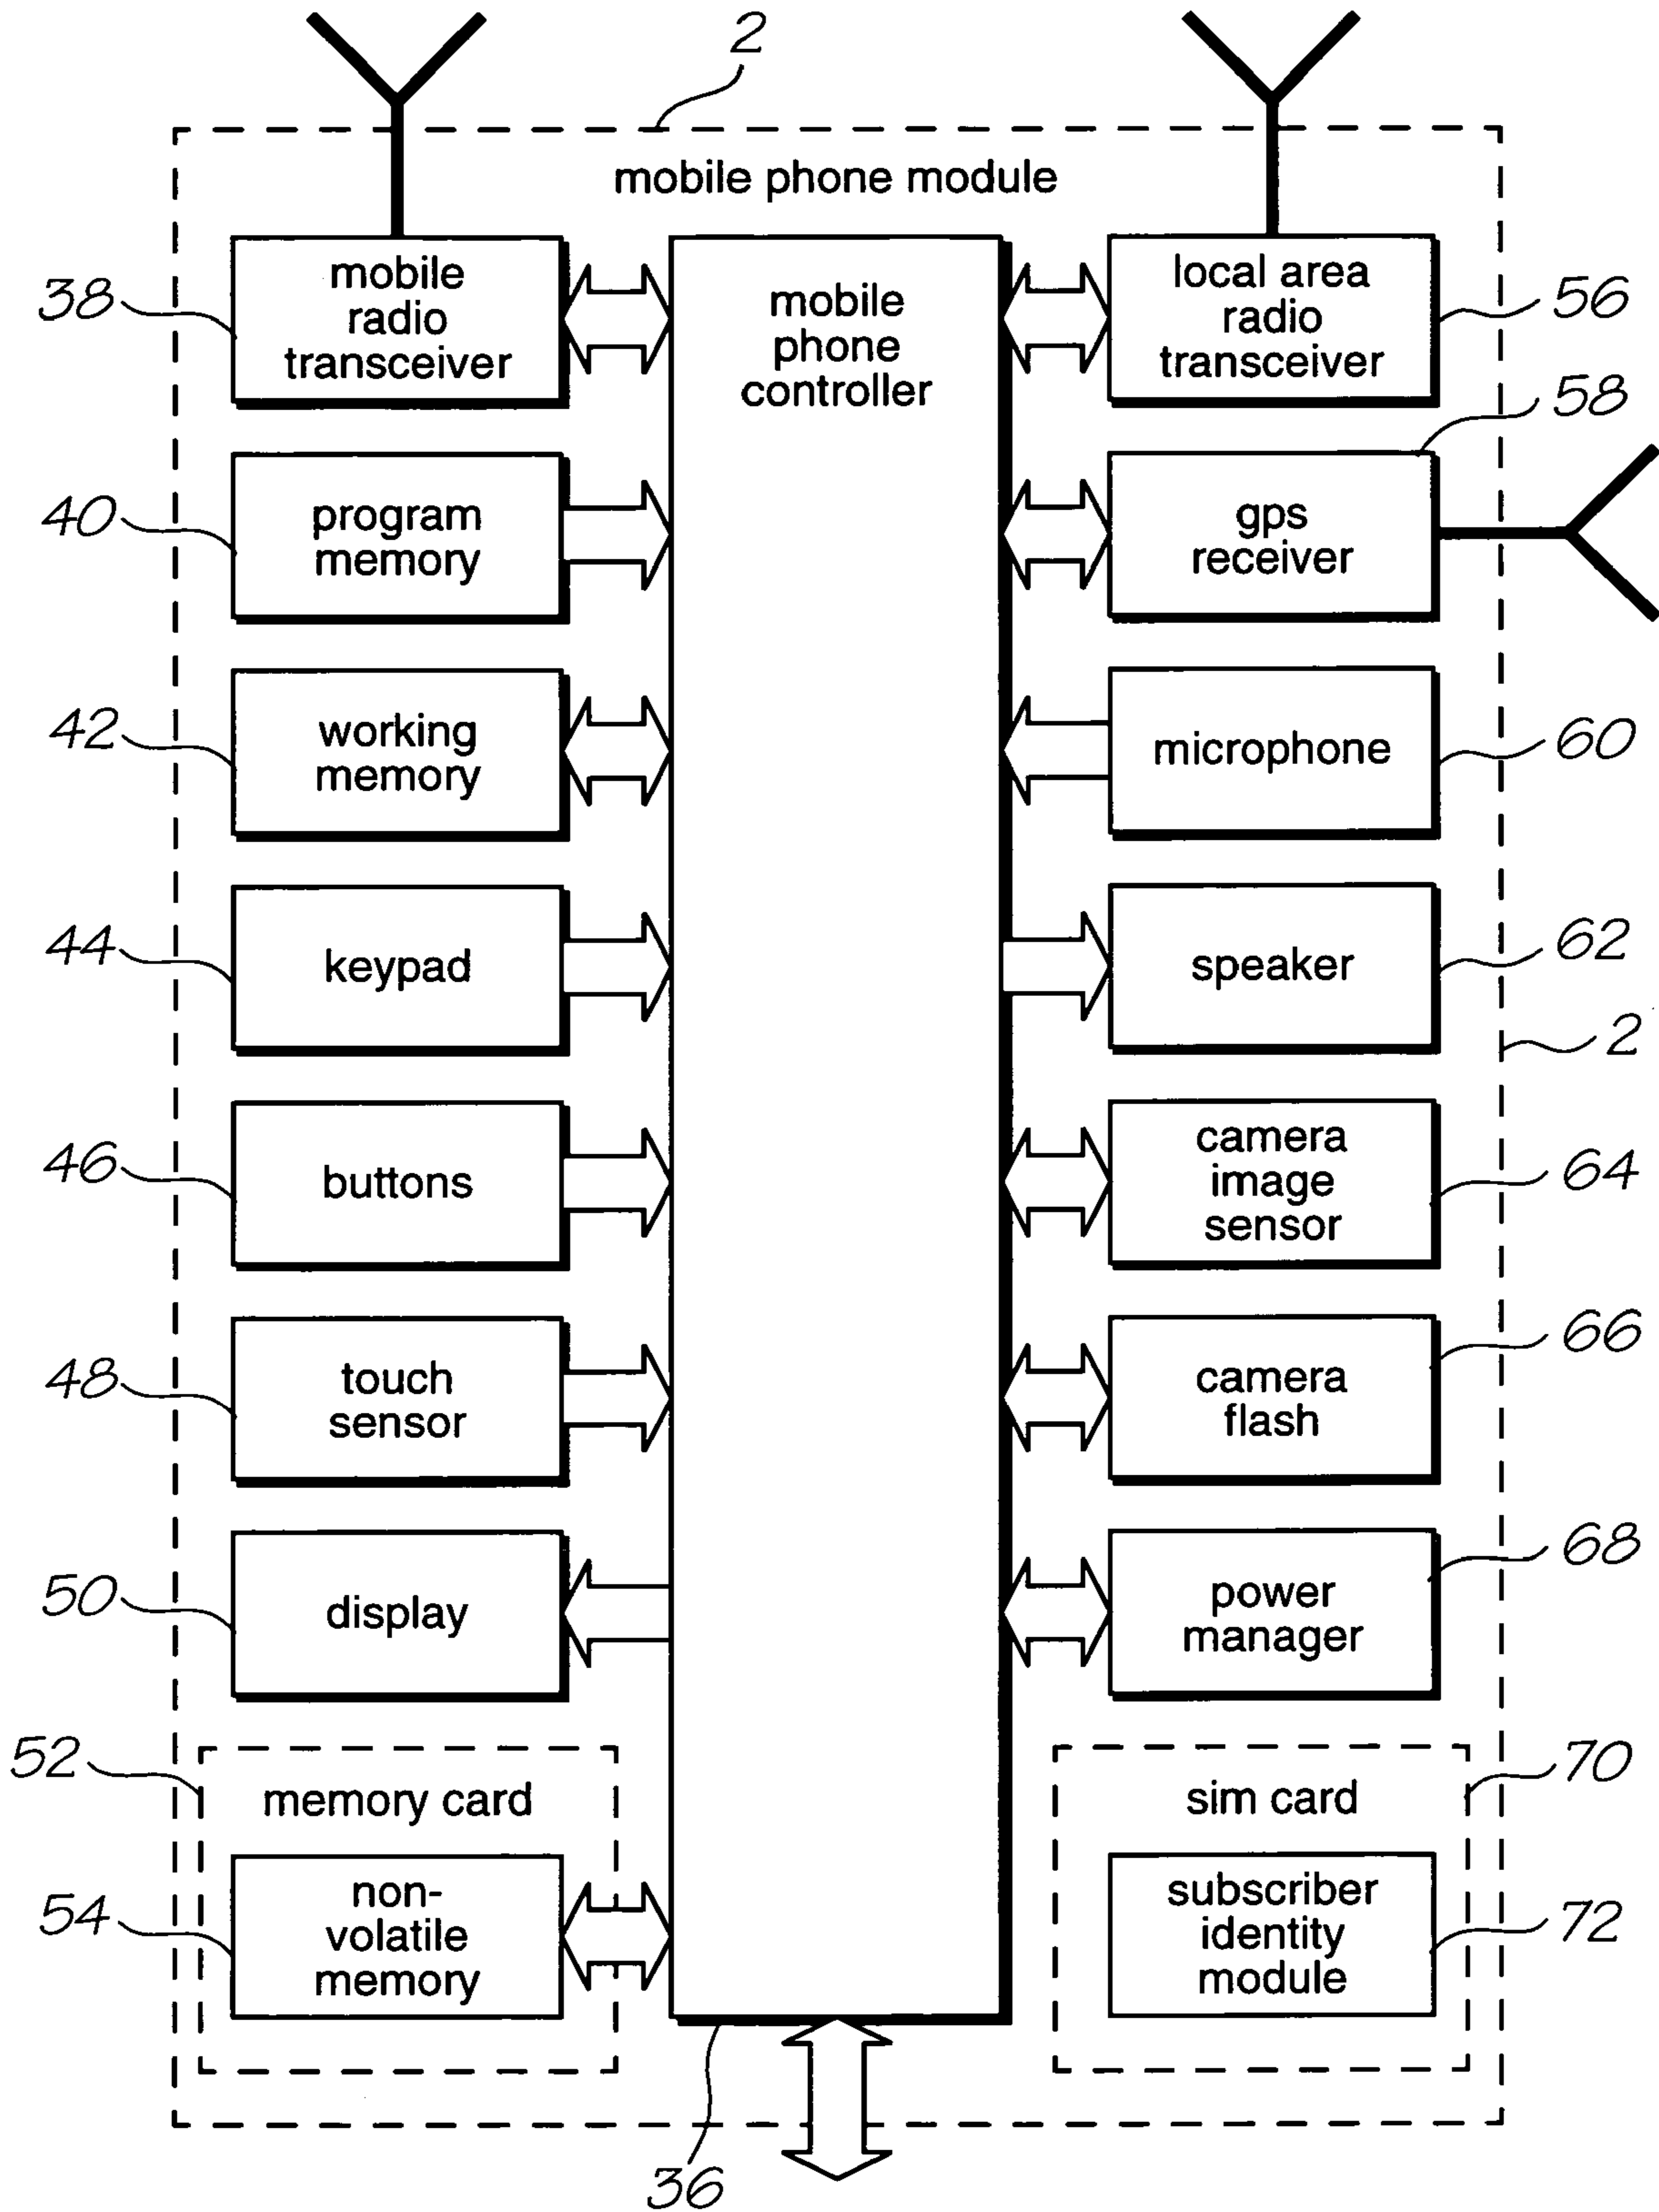 2
mobile phone module
38
mobile
radio
transceiver
mobile
phone
controller
local area
radio
transceiver
56
40
program
memory
gps
receiver
58
42
working
memory
microphone
60
44
keypad
speaker
62
2
46
buttons
camera
image
sensor
64
48
touch
sensor
camera
flash
66
50
display
power
manager
68
52
memory card
sim card
70
54
non-
volatile
memory
subscriber
identity
module
72
36